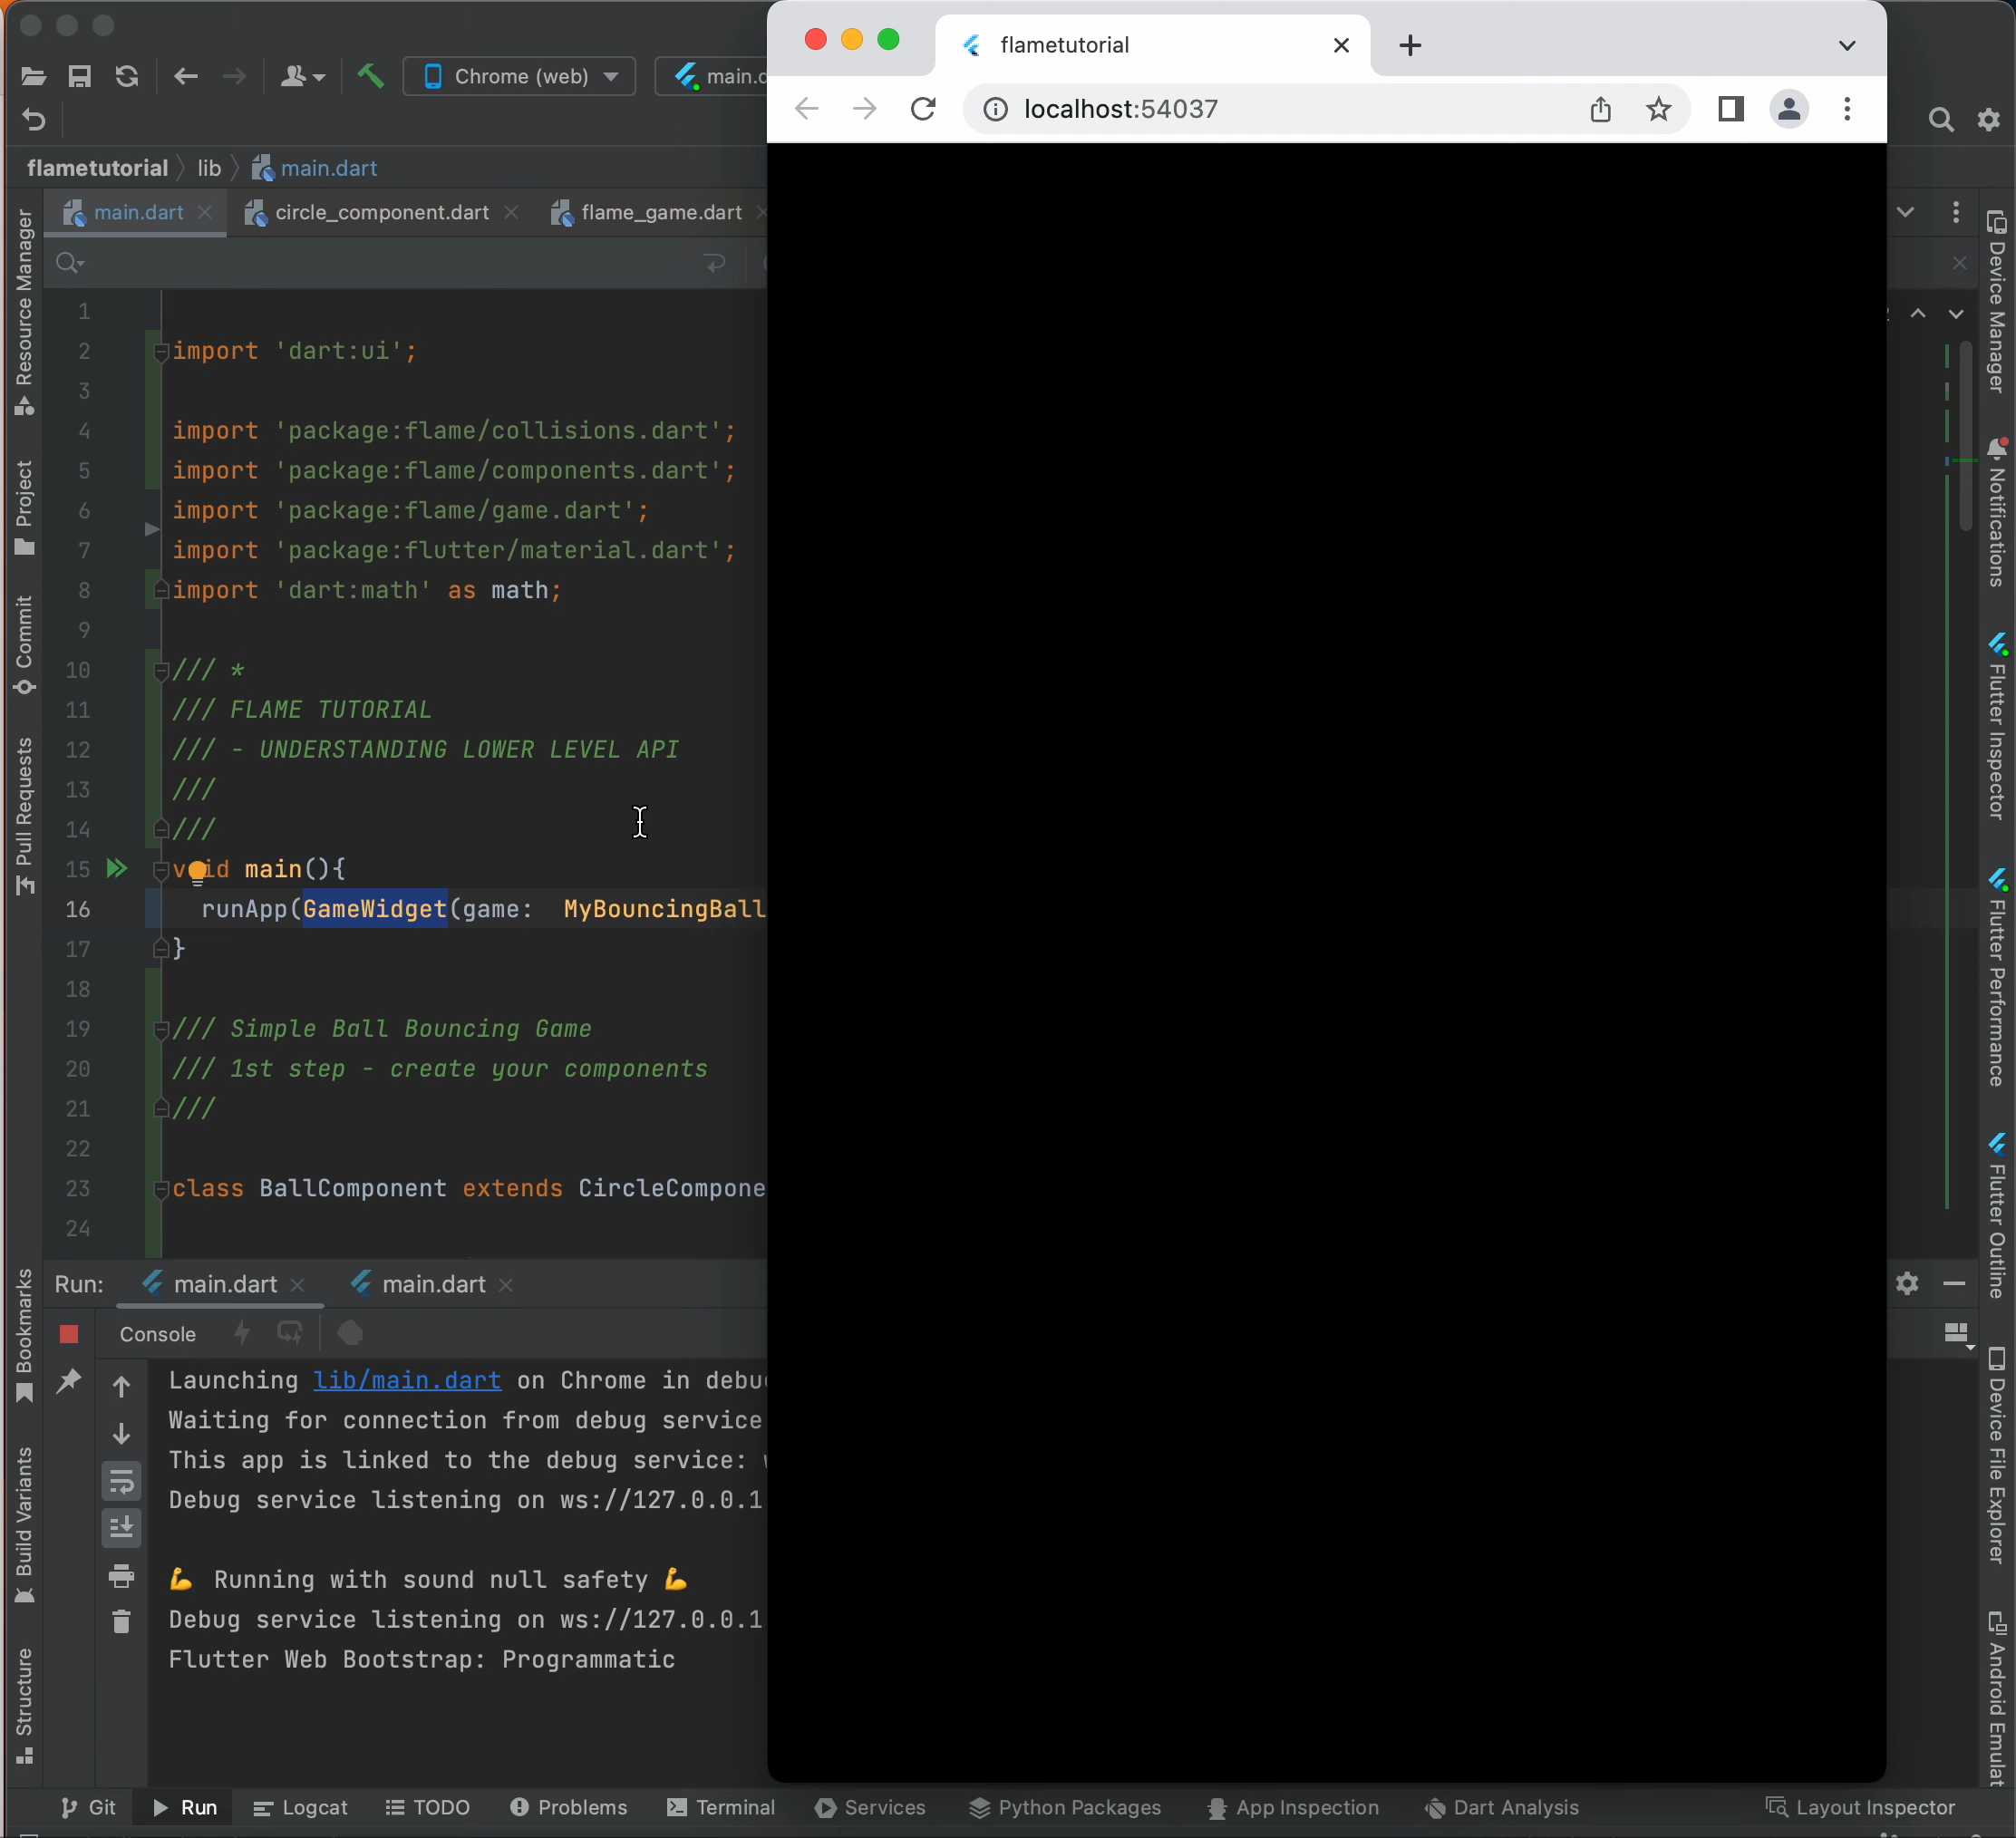 Chrome (web)
main.d
flametutorial
localhost:54037
flametutorial
lib
main.dart
main.dart
circle_component.dart
flame_game.dart
1
2 import 'dart:ui';
3
4 import 'package:flame/collisions.dart';
5 import 'package:flame/components.dart';
6 import 'package:flame/game.dart';
7 import 'package:flutter/material.dart';
8 import 'dart:math' as math;
9
10 /// *
11 /// FLAME TUTORIAL
12 /// - UNDERSTANDING LOWER LEVEL API
13 ///
14 ///
15 void main(){
16 runApp(GameWidget(game: MyBouncingBall
17 }
18
19 /// Simple Ball Bouncing Game
20 /// 1st step - create your components
21 ///
22
23 class BallComponent extends CircleCompone
24
Run:
main.dart
main.dart
Console
Launching lib/main.dart on Chrome in debu
Waiting for connection from debug service
This app is linked to the debug service:
Debug service listening on ws://127.0.0.1
💪 Running with sound null safety 💪
Debug service listening on ws://127.0.0.1
Flutter Web Bootstrap: Programmatic
Git
Run
Logcat
TODO
Problems
Terminal
Services
Python Packages
App Inspection
Dart Analysis
Layout Inspector
Resource Manager
Project
Commit
Pull Requests
Bookmarks
Build Variants
Structure
Device Manager
Notifications
Flutter Inspector
Flutter Performance
Flutter Outline
Device File Explorer
Android Emulat